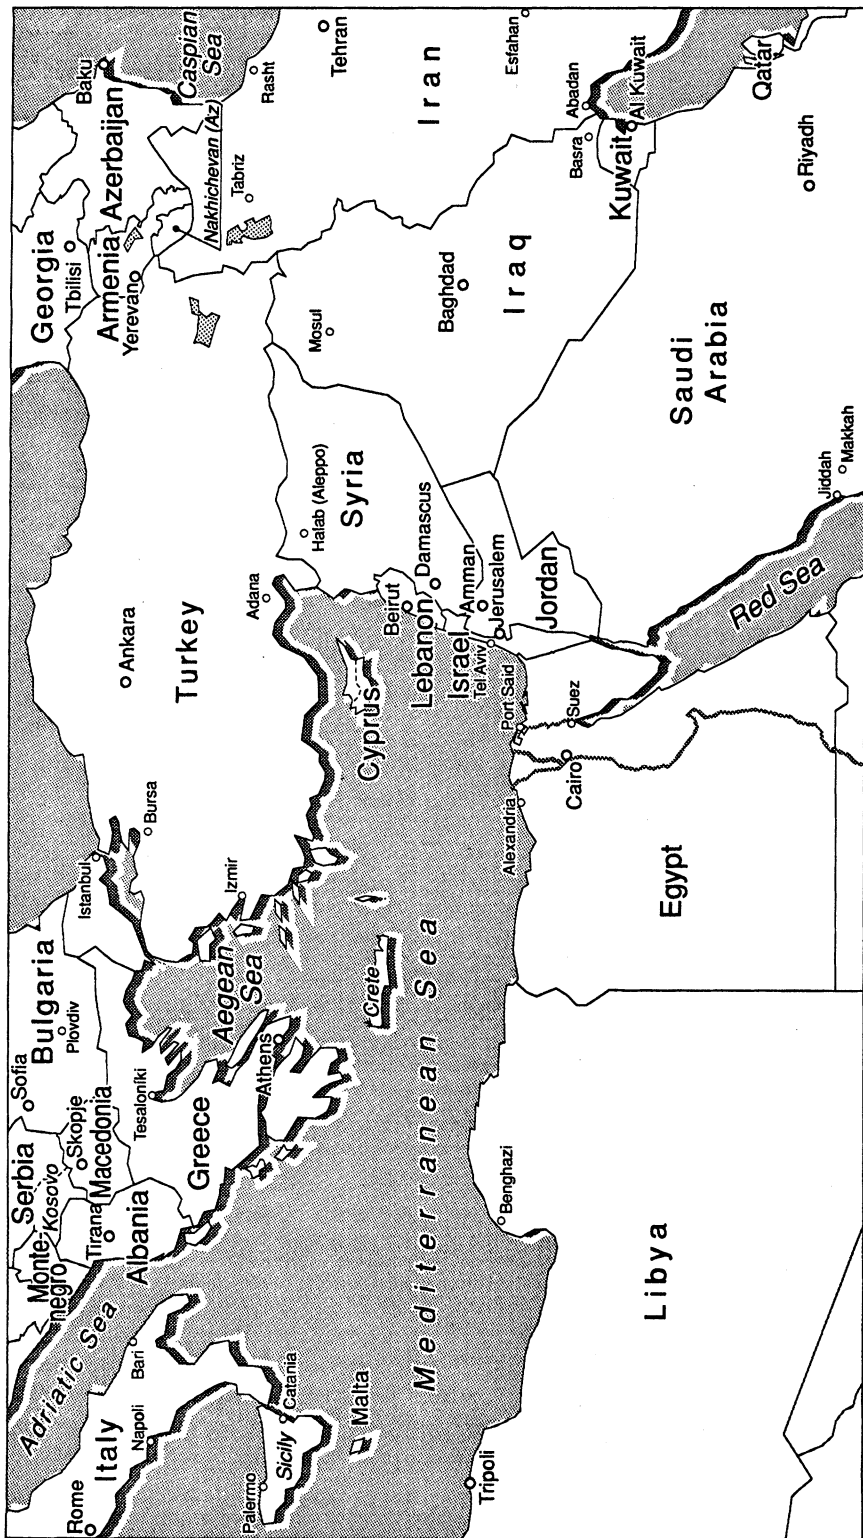 Rome
Italy
Napoli
Bari
Adriatic Sea
Palermo
Sicily
Catania
Malta
Monte-
negro
Serbia
Kosovo
Tirana
Albania
Skopje
Macedonia
Sofia
Bulgaria
Plovdiv
Tesaloníki
Greece
Athens
Aegean
Sea
Crete
Mediterranean Sea
Istanbul
Bursa
Izmir
Ankara
Turkey
Adana
Cyprus
Georgia
Tbilisi
Armenia
Yerevan
Azerbaijan
Baku
Nakhichevan (Az)
Caspian
Sea
Rasht
Tabriz
Tehran
Iran
Esfahan
Abadan
Mosul
Baghdad
Iraq
Basra
Kuwait
Al Kuwait
Qatar
Halab (Aleppo)
Syria
Damascus
Beirut
Lebanon
Israel
Tel Aviv
Amman
Jerusalem
Jordan
Saudi
Arabia
Riyadh
Jiddah
Makkah
Red Sea
Port Said
Suez
Cairo
Alexandria
Egypt
Benghazi
Libya
Tripoli